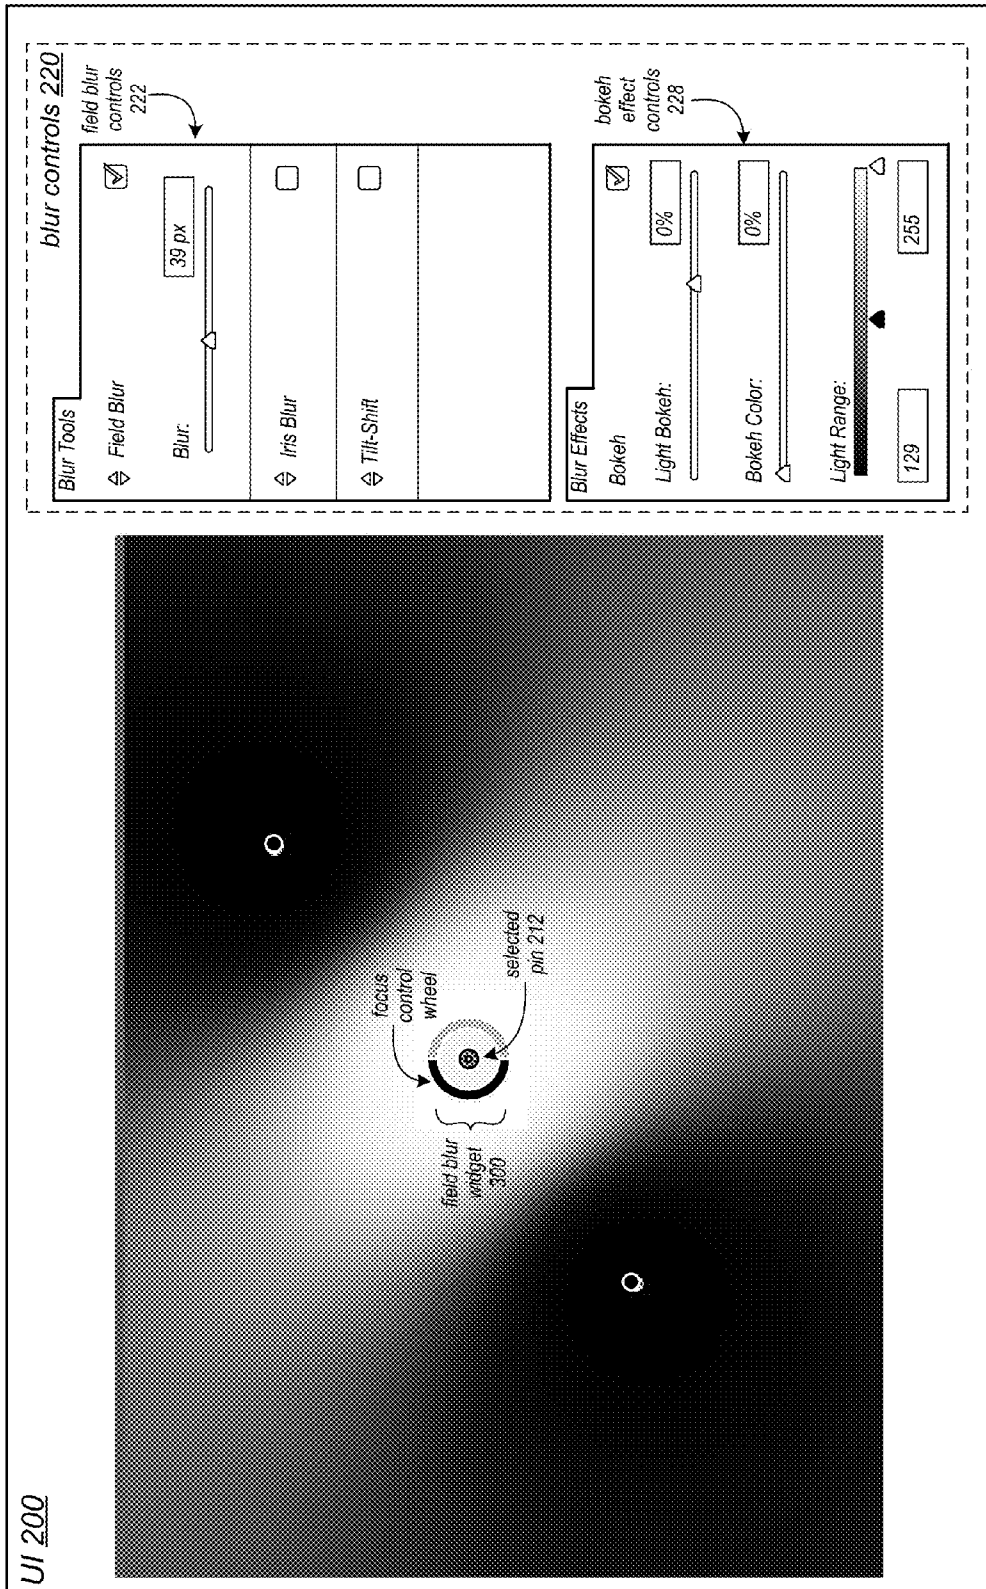 UI 200
blur controls 220
field blur
controls
222
Blur Tools
Field Blur
Blur:
39 px
Iris Blur
Tilt-Shift
bokeh
effect
controls
228
Blur Effects
Bokeh
Light Bokeh:
0%
Bokeh Color:
0%
Light Range:
129
255
focus
control
wheel
selected
pin 212
field blur
widget
300